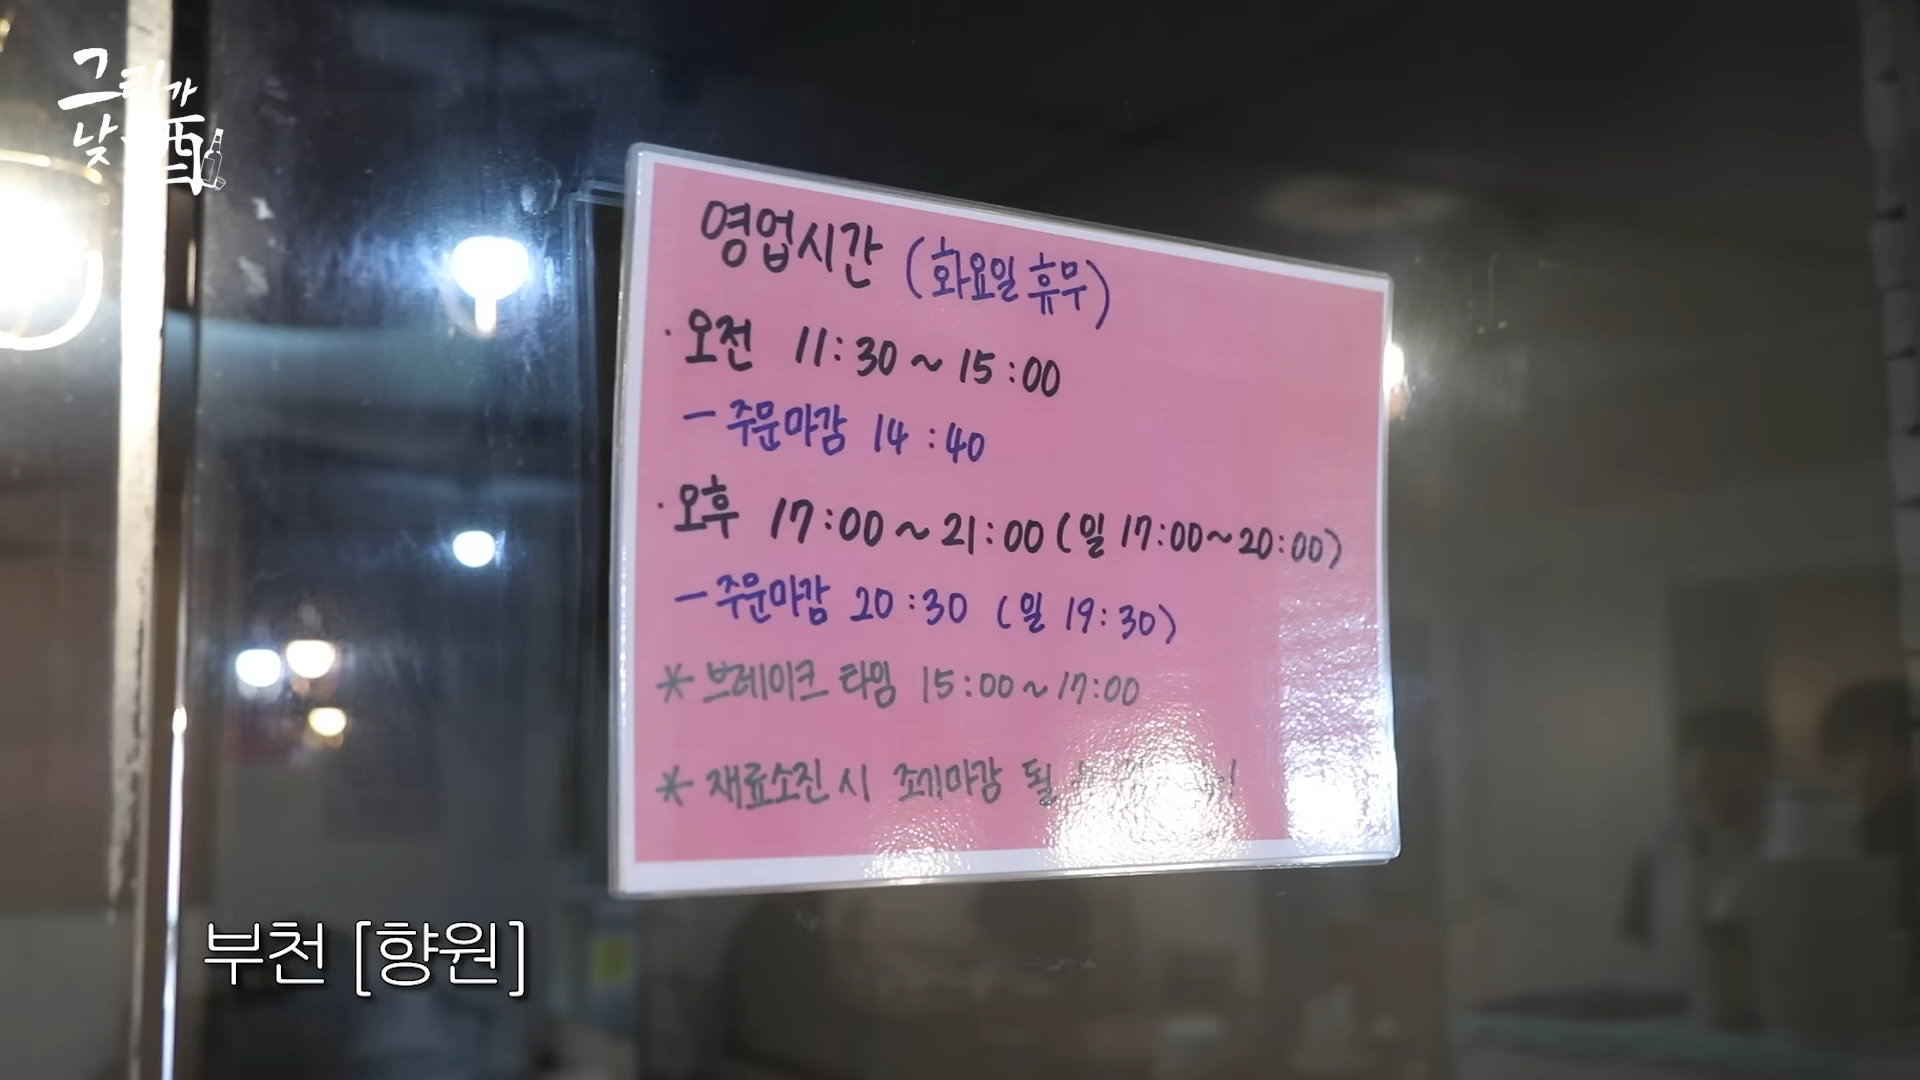 그리가
낮
酉
영업시간 (화요일 휴무)
· 오전 11:30 ~ 15:00
- 주문마감 14:40
· 오후 17:00 ~ 21:00 (일 17:00~20:00)
- 주문마감 20:30 (일 19:30)
* 브레이크 타임 15:00 ~ 17:00
* 재료소진 시 조기마감 될
부천 [향원]